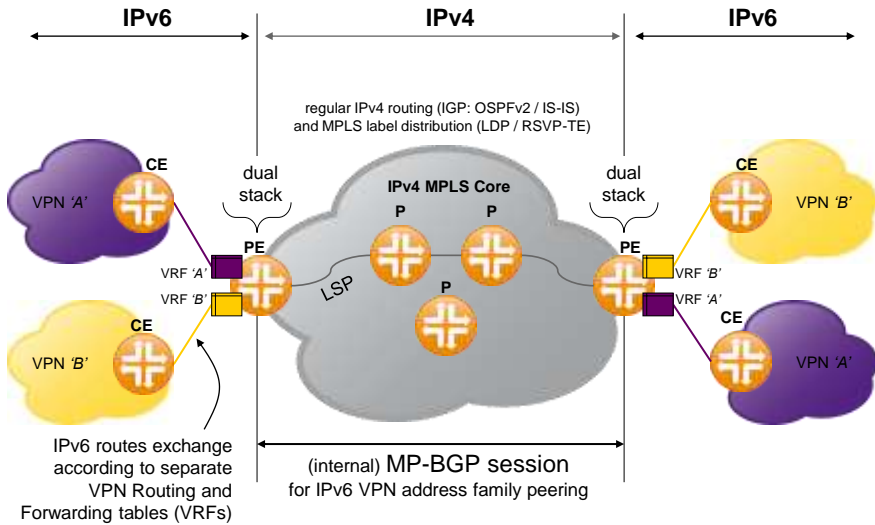 IPv6
IPv4
IPv6
regular IPv4 routing (IGP: OSPFv2 / IS-IS)
and MPLS label distribution (LDP / RSVP-TE)
dual
stack
dual
stack
IPv4 MPLS Core
CE
VPN ‘A’
CE
VPN ‘B’
P
P
PE
PE
VRF ‘A’
VRF ‘B’
VRF ‘B’
VRF ‘A’
LSP
P
CE
VPN ‘B’
CE
VPN ‘A’
IPv6 routes exchange
according to separate
VPN Routing and
Forwarding tables (VRFs)
(internal) MP-BGP session
for IPv6 VPN address family peering